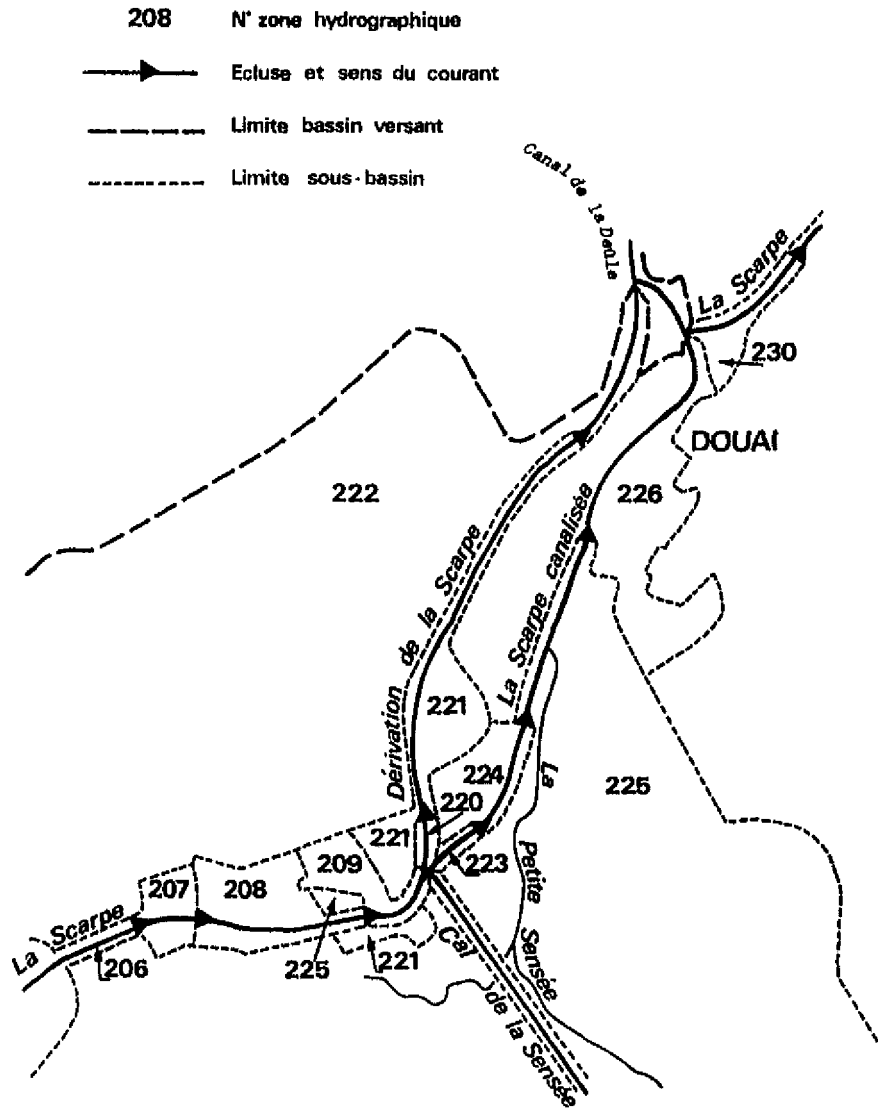 208 N° zone hydrographique
Ecluse et sens du courant
Limite bassin versant
Limite sous-bassin
Canal de la Deûle
La Scarpe
230
DOUAI
222
226
Dérivation de la Scarpe
La Scarpe canalisée
221
224
225
220
221
209
223
207
208
La Petite Sensée
La Scarpe
206
225
221
Cal de la Sensée